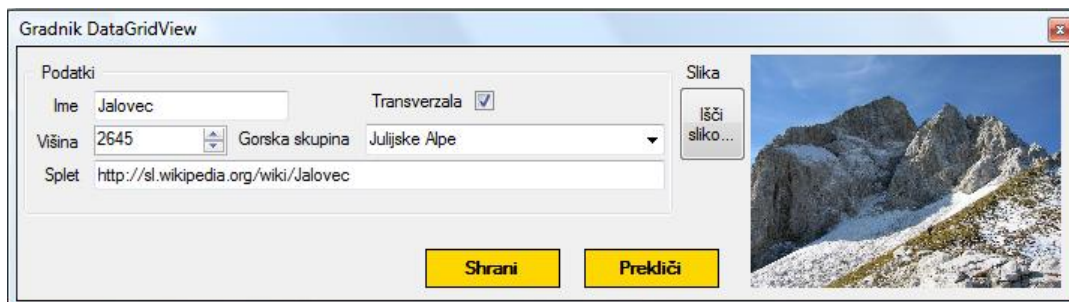 Gradnik DataGridView
Podatki
Slika
Ime Jalovec Transverzala
Išči
sliko...
Višina 2645 Gorska skupina Julijske Alpe
Splet http://sl.wikipedia.org/wiki/Jalovec
Shrani Prekliči